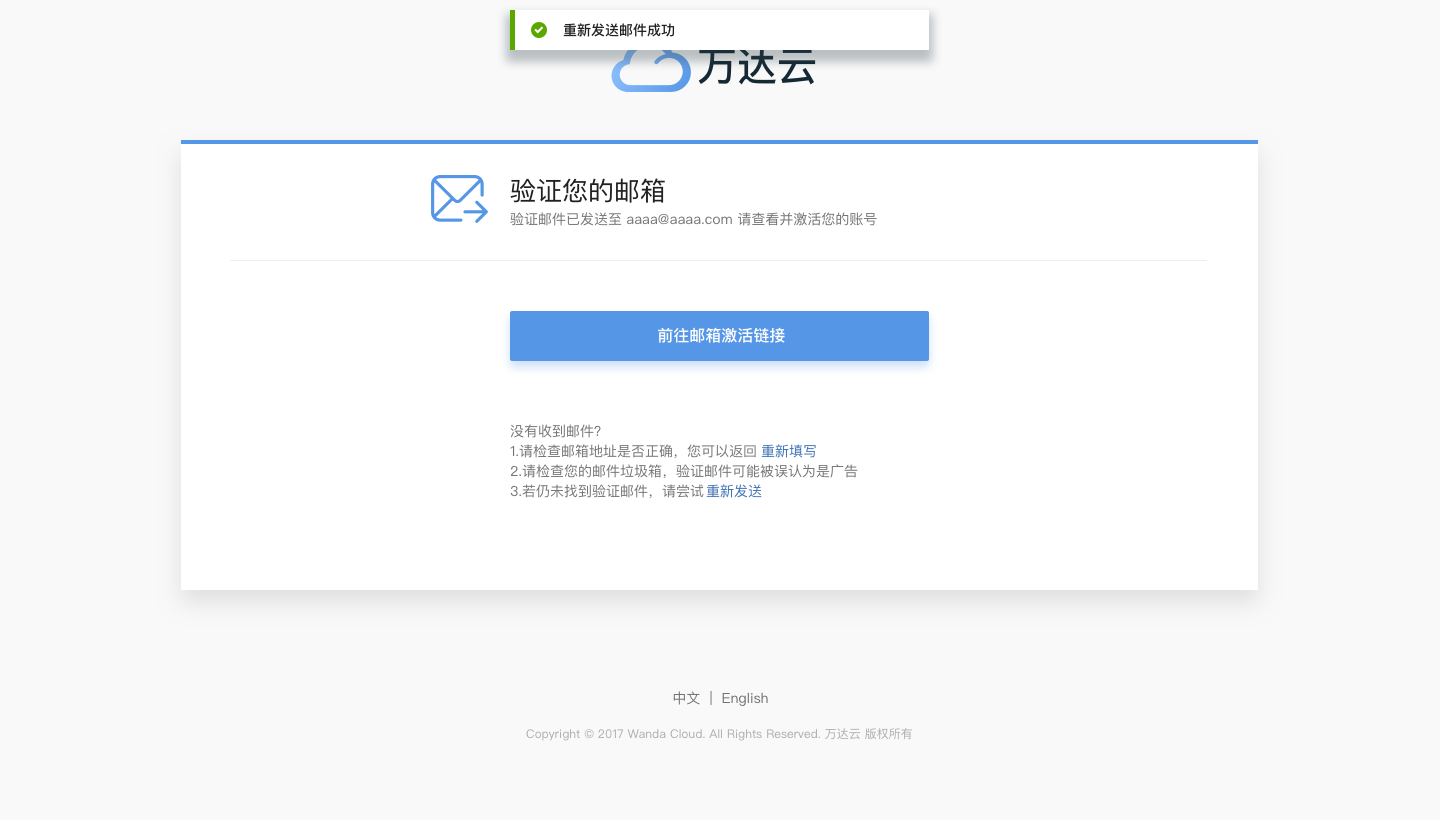 重新发送邮件成功
万达云
验证您的邮箱
验证邮件已发送至 aaaa@aaaa.com 请查看并激活您的账号
前往邮箱激活链接
没有收到邮件?
1.请检查邮箱地址是否正确，您可以返回 重新填写
2.请检查您的邮件垃圾箱，验证邮件可能被误认为是广告
3.若仍未找到验证邮件，请尝试 重新发送
中文 | English
Copyright © 2017 Wanda Cloud. All Rights Reserved. 万达云 版权所有